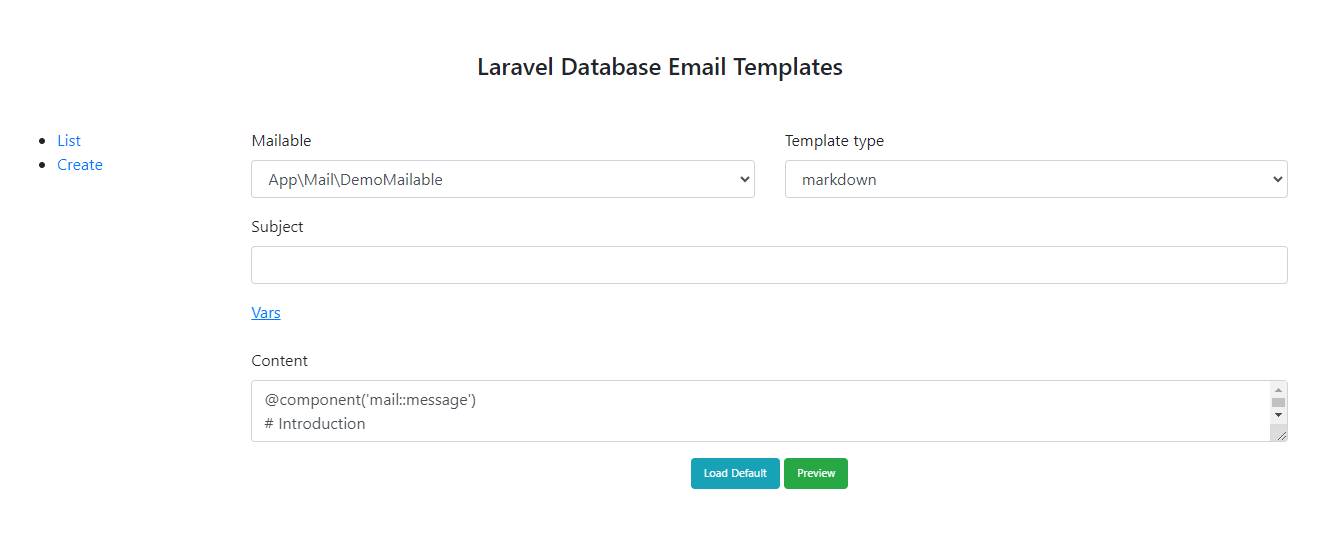 Laravel Database Email Templates
List
Create
Mailable
Template type
App\Mail\DemoMailable
markdown
Subject
Vars
Content
@component('mail::message')
# Introduction
Load Default
Preview